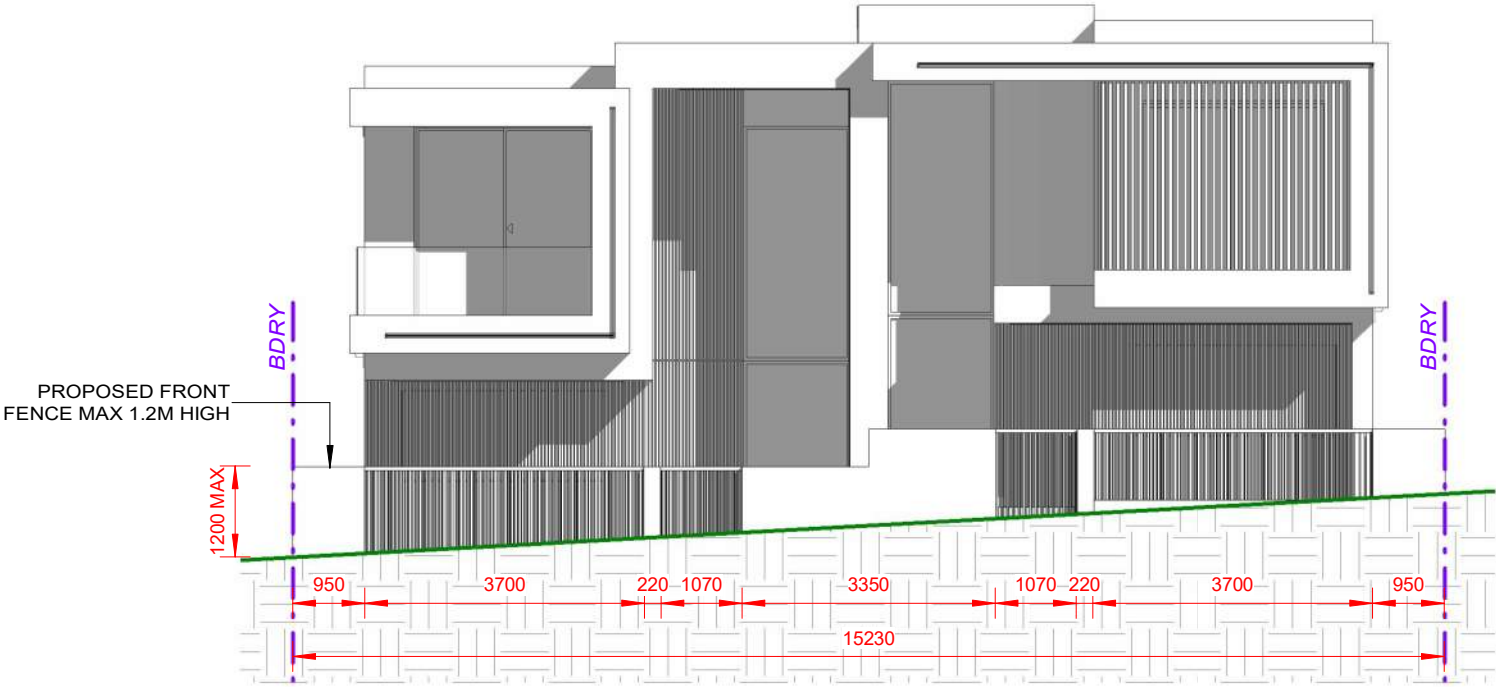 BDRY
BDRY
PROPOSED FRONT
FENCE MAX 1.2M HIGH
1200 MAX
950 3700 220 1070 3350 1070 220 3700 950
15230